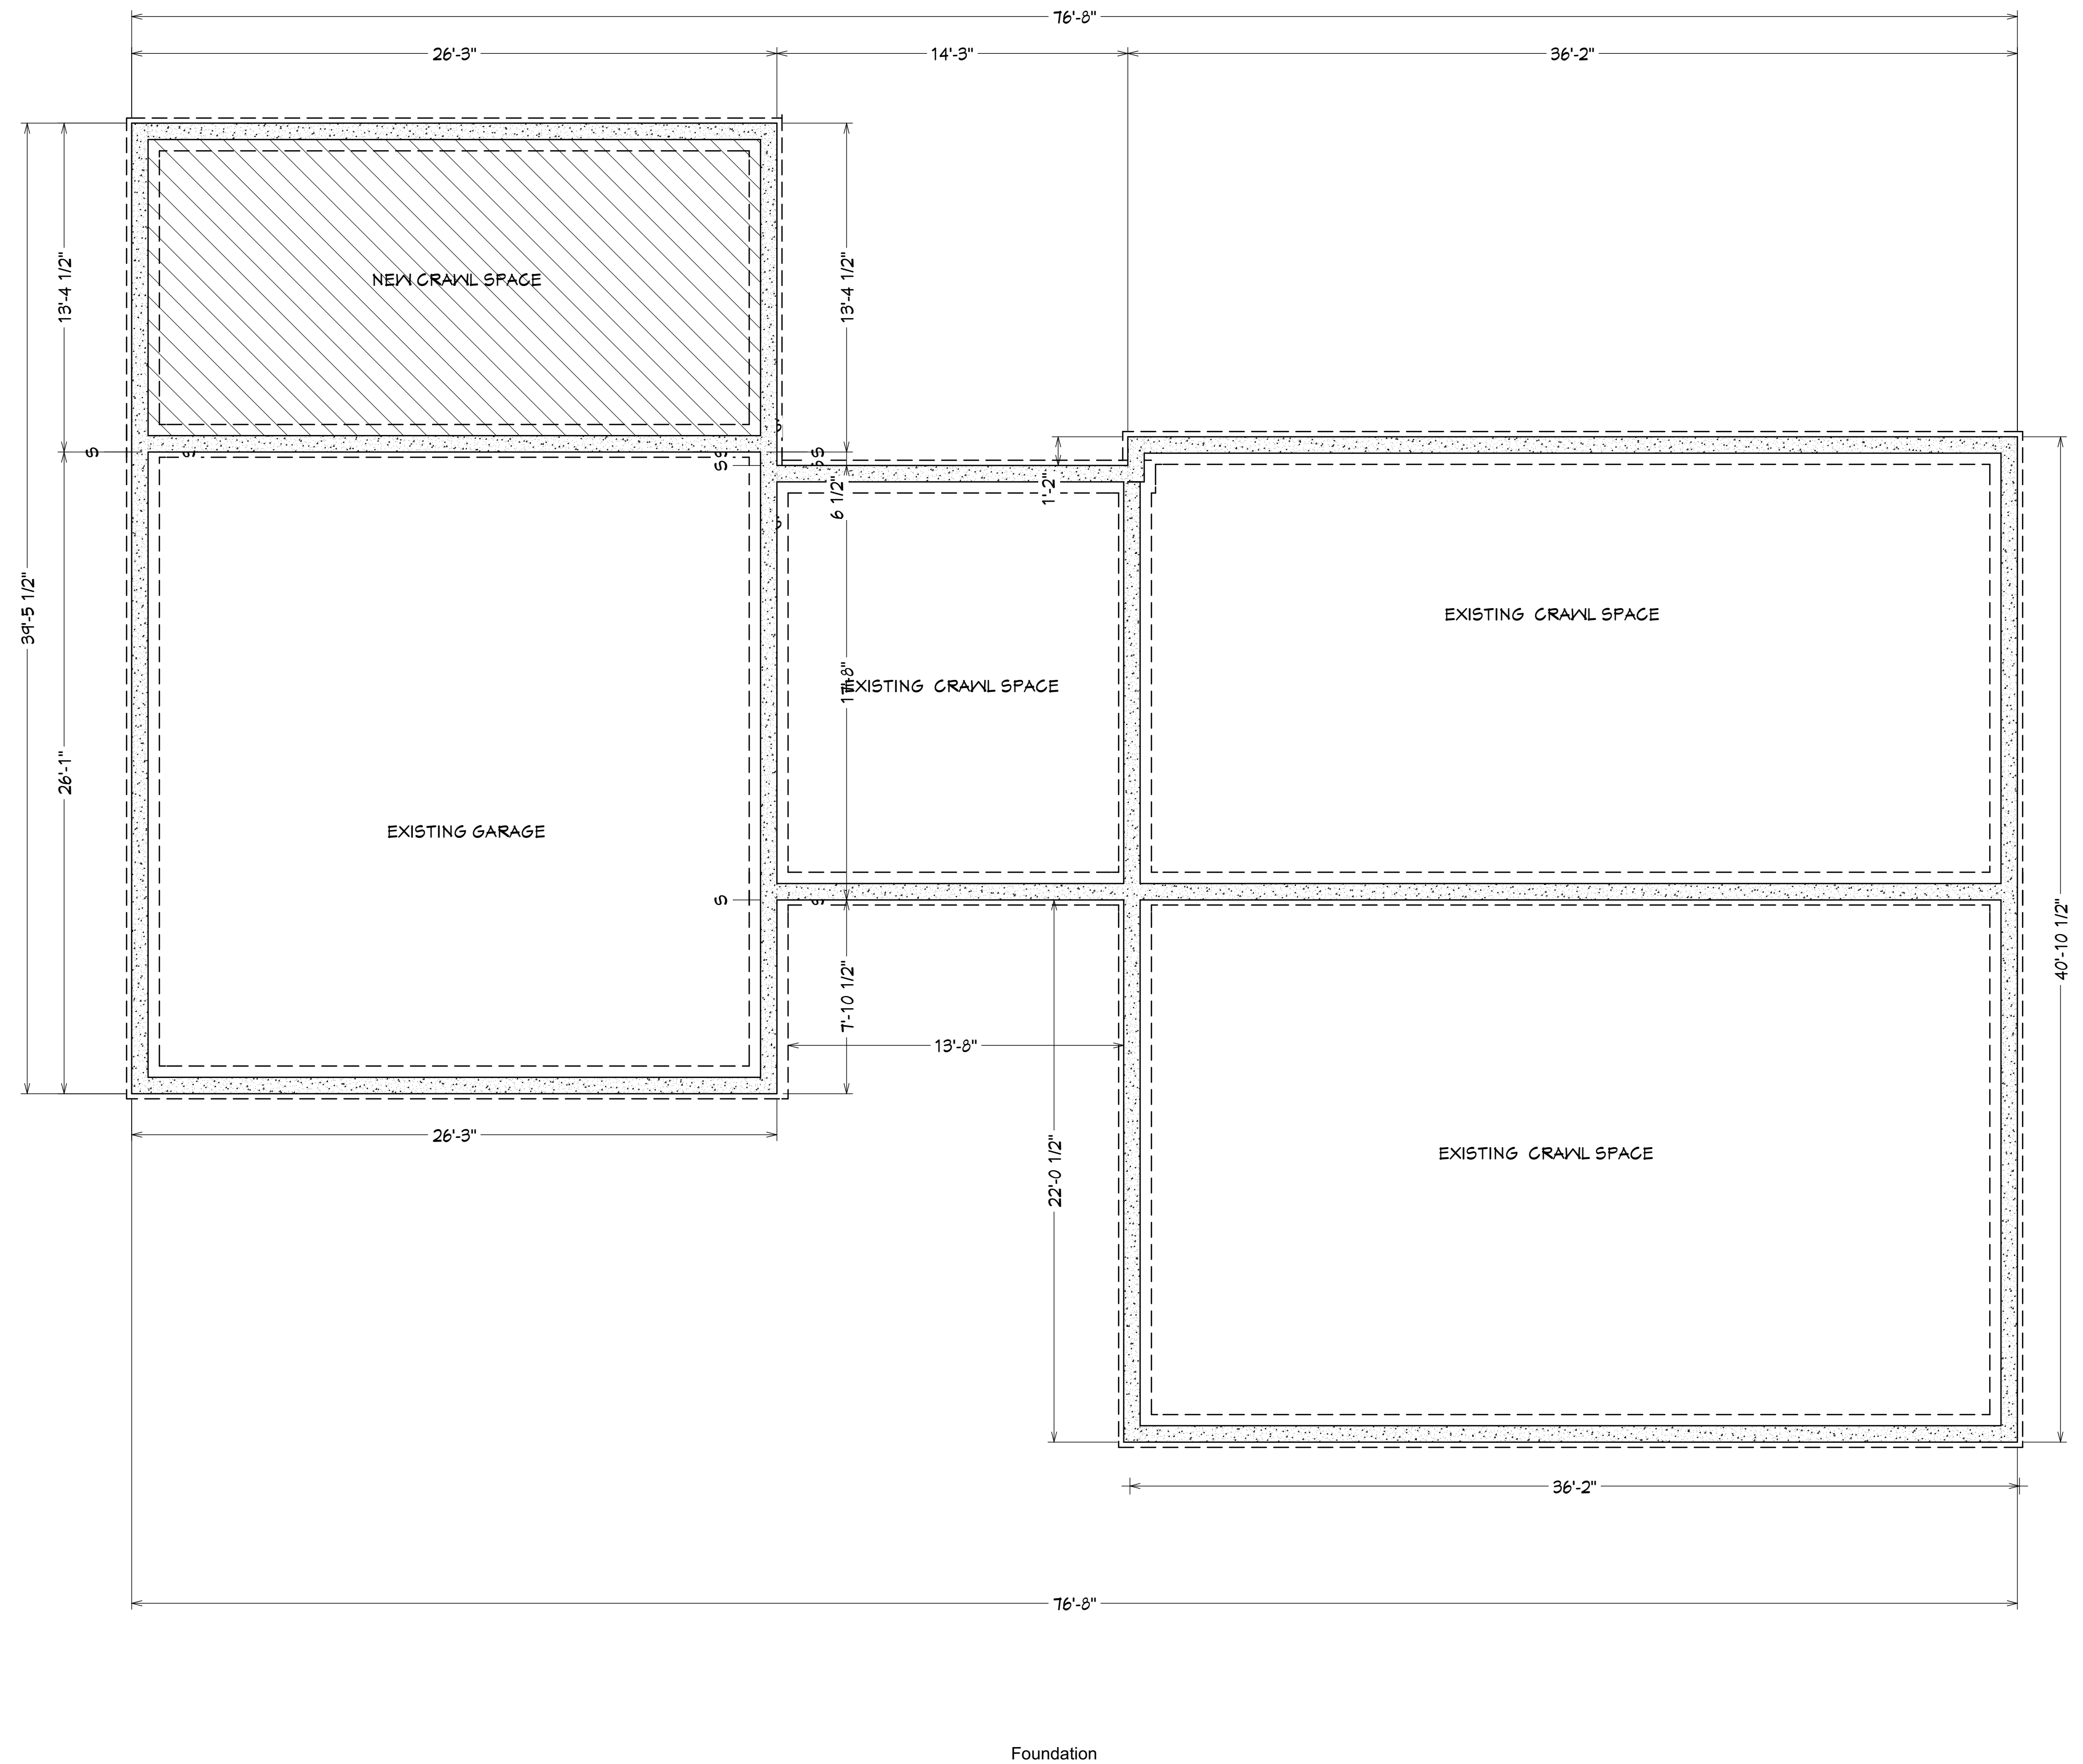 76'-8"
26'-3"
14'-3"
36'-2"
13'-4 1/2"
13'-4 1/2"
NEW CRAWL SPACE
S
S
S
S
S
S
S
S
S
6 1/2"
1'-2"
39'-5 1/2"
EXISTING CRAWL SPACE
17'-8"
EXISTING CRAWL SPACE
26'-1"
EXISTING GARAGE
S
S
40'-10 1/2"
7'-10 1/2"
13'-8"
26'-3"
22'-0 1/2"
EXISTING CRAWL SPACE
36'-2"
76'-8"
Foundation